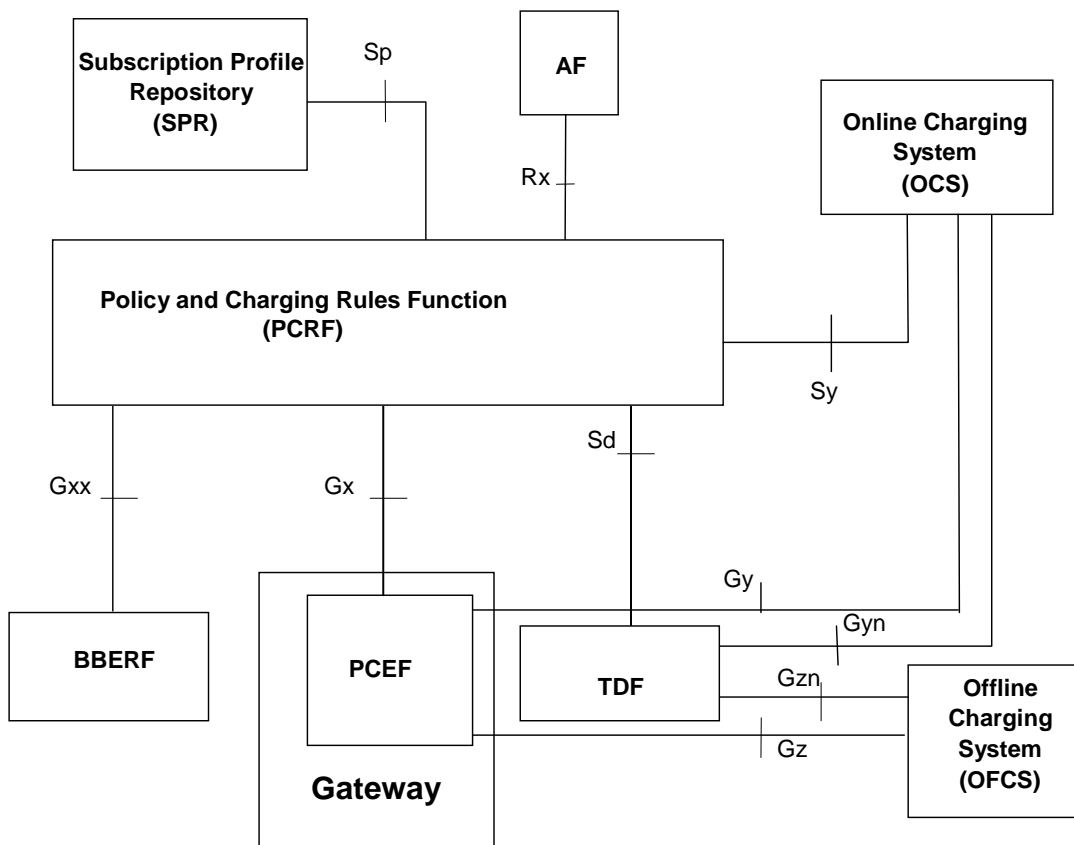 Subscription Profile
Repository
(SPR)
Sp
AF
Online Charging
System
(OCS)
Rx
Policy and Charging Rules Function
(PCRF)
Sy
Gxx
Gx
Sd
Gy
Gyn
BBERF
PCEF
TDF
Gzn
Gz
Offline
Charging
System
(OFCS)
Gateway